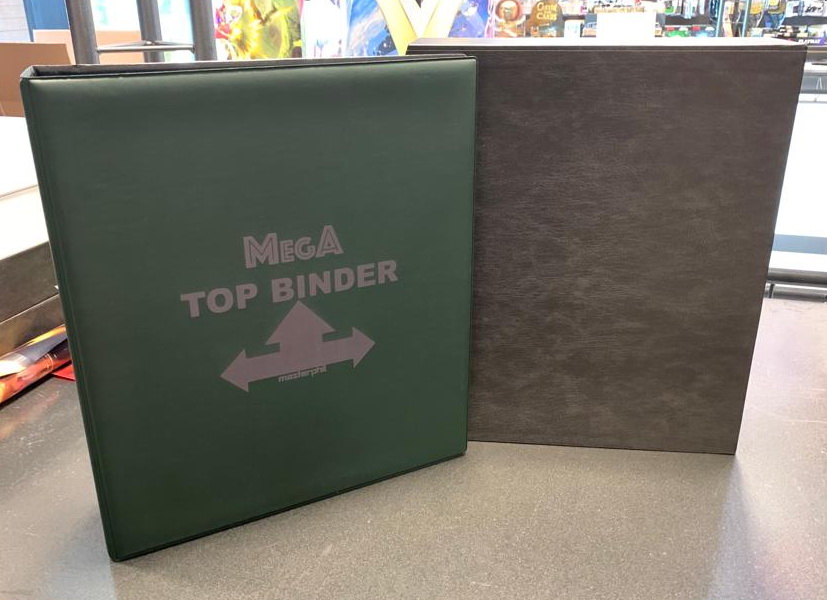 MEGA
TOP BINDER
masterphil